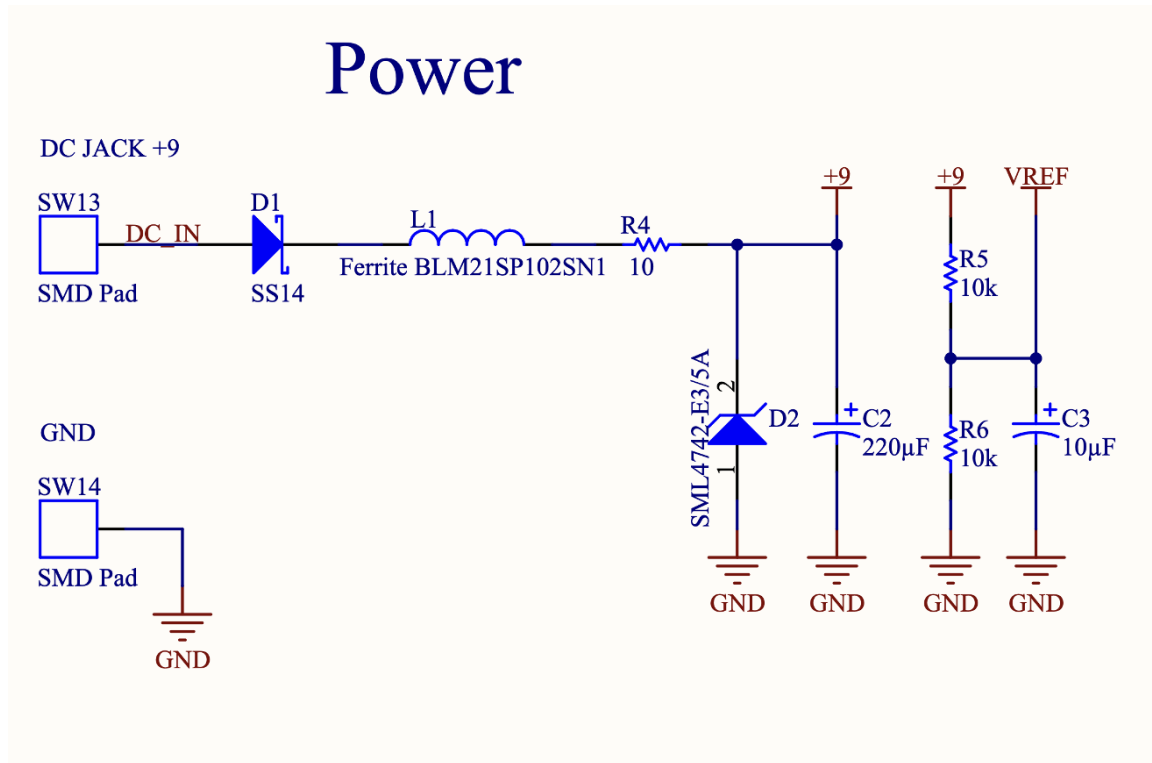 Power
DC JACK +9
SW13
DC_IN
SMD Pad
D1
SS14
L1
Ferrite BLM21SP102SN1
R4
10
+9
+9
VREF
R5
10k
SML4742-E3/5A
2
1
D2
C2
220µF
R6
10k
C3
10µF
GND
SW14
SMD Pad
GND
GND
GND
GND
GND